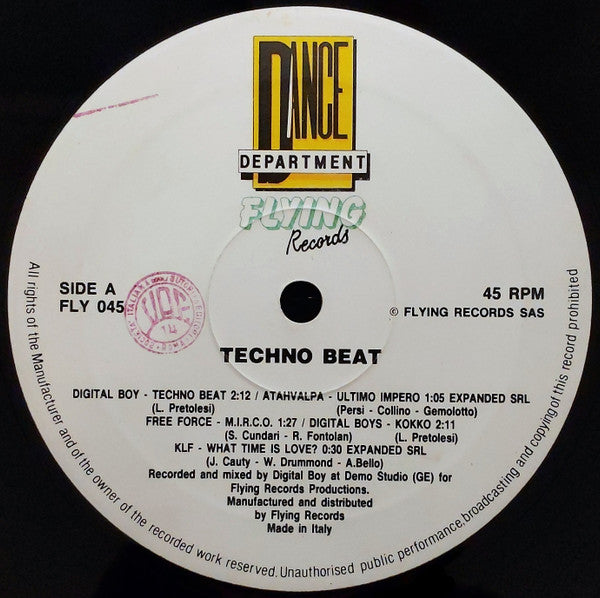 DANCE
DEPARTMENT
FLYING
Records
SIDE A
FLY 045
45 RPM
© FLYING RECORDS SAS
TECHNO BEAT
DIGITAL BOY - TECHNO BEAT 2:12 / ATAHVALPA - ULTIMO IMPERO 1:05 EXPANDED SRL
(L. Pretolesi) (Persi - Collino - Gemolotto)
FREE FORCE - M.I.R.C.O. 1:27 / DIGITAL BOYS - KOKKO 2:11
(S. Cundari - R. Fontolan) (L. Pretolesi)
KLF - WHAT TIME IS LOVE? 0:30 EXPANDED SRL
(J. Cauty - W. Drummond - A.Bello)
Recorded and mixed by Digital Boy at Demo Studio (GE) for
Flying Records Productions.
Manufactured and distributed
by Flying Records
Made in Italy
All rights of the Manufacturer and of the owner of the recorded work reserved. Unauthorised public performance, broadcasting and copying of this record prohibited